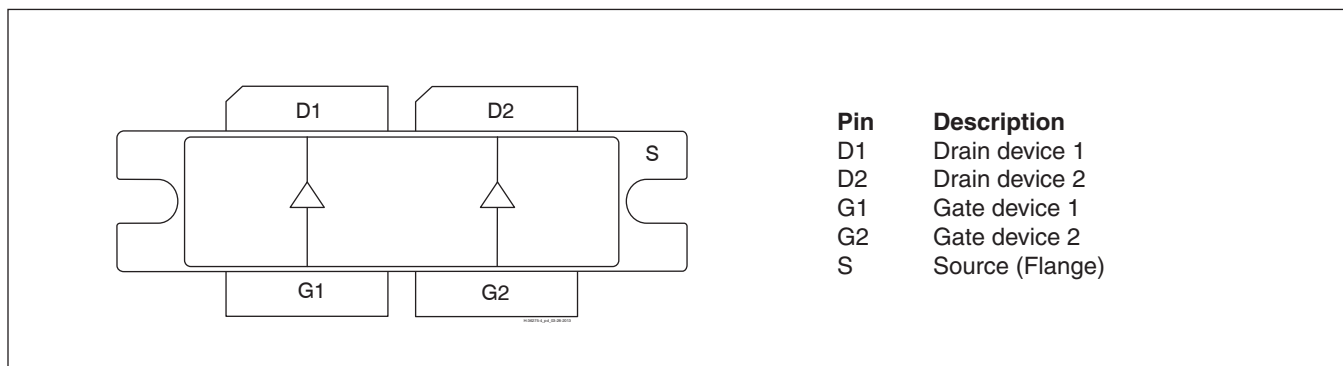 D1 D2
S
G1 G2
Pin Description
D1 Drain device 1
D2 Drain device 2
G1 Gate device 1
G2 Gate device 2
S Source (Flange)